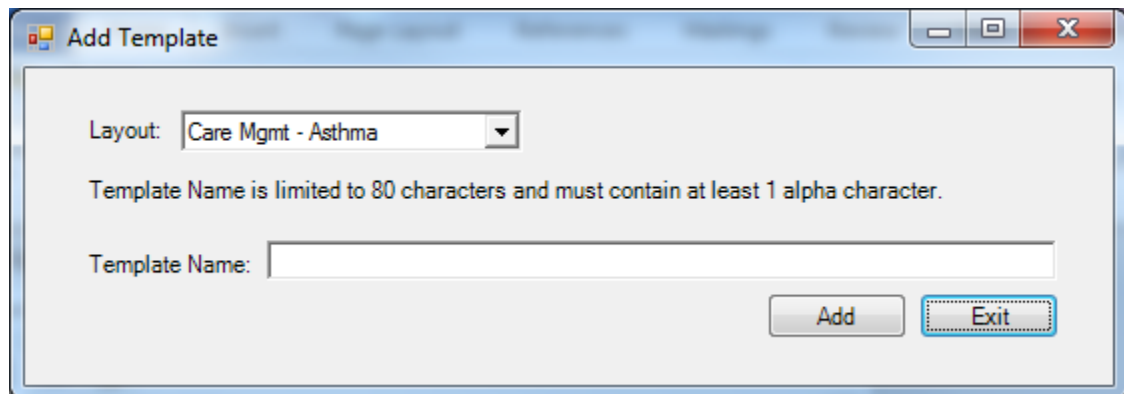 Add Template
Layout: Care Mgmt - Asthma
Template Name is limited to 80 characters and must contain at least 1 alpha character.
Template Name:
Add Exit